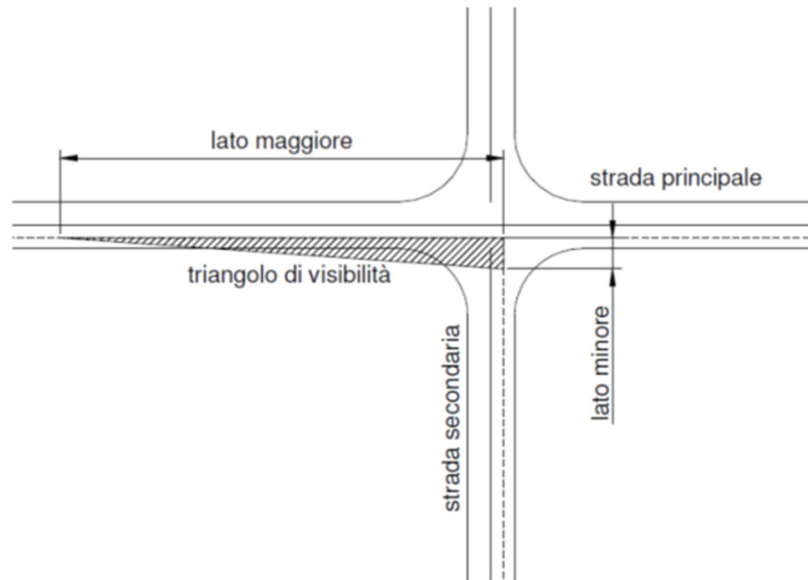 lato maggiore
strada principale
triangolo di visibilità
strada secondaria
lato minore